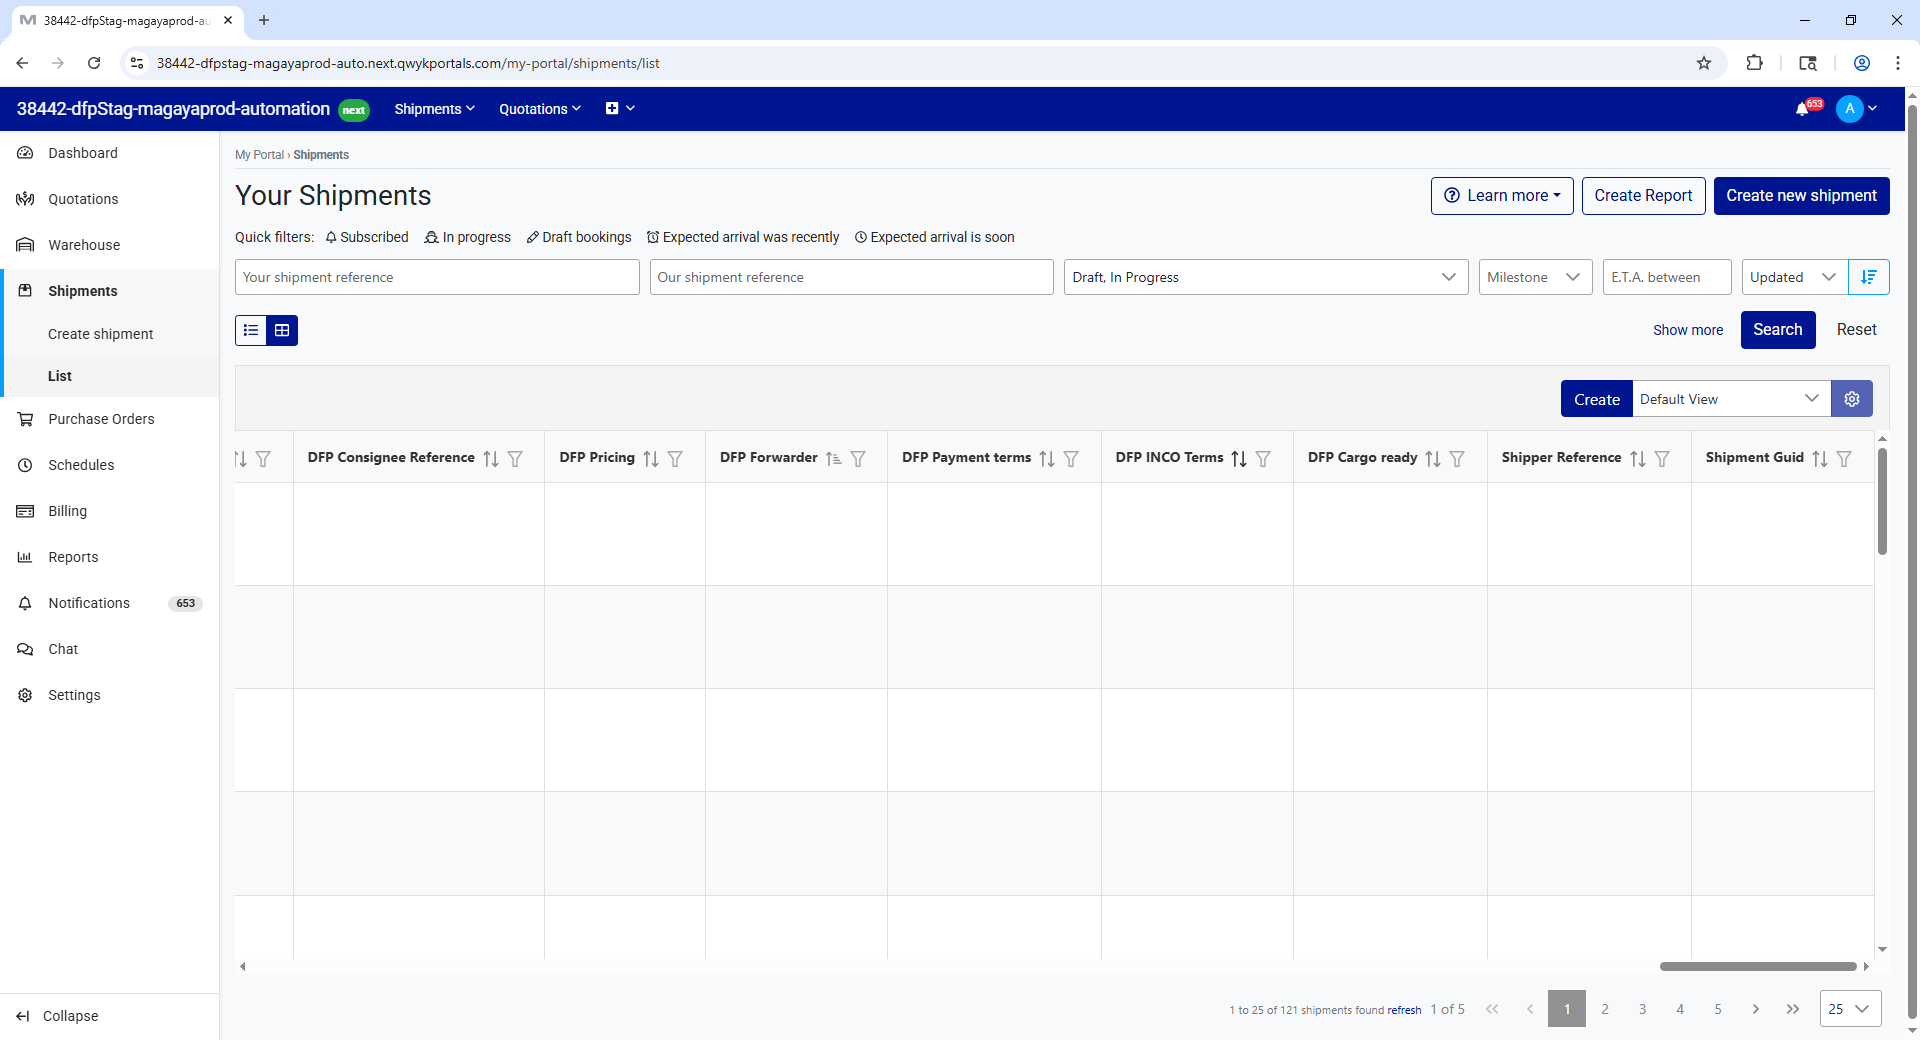 38442-dfpStag-magayaprod-au
38442-dfpstag-magayaprod-auto.next.qwykportals.com/my-portal/shipments/list
38442-dfpStag-magayaprod-automation next Shipments Quotations 653 A
Dashboard
Quotations
Warehouse
Shipments
Create shipment
List
Purchase Orders
Schedules
Billing
Reports
Notifications 653
Chat
Settings
Collapse
My Portal › Shipments
Your Shipments
Learn more Create Report Create new shipment
Quick filters: Subscribed In progress Draft bookings Expected arrival was recently Expected arrival is soon
Your shipment reference Our shipment reference Draft, In Progress Milestone E.T.A. between Updated
Show more Search Reset
Create Default View
DFP Consignee Reference DFP Pricing DFP Forwarder DFP Payment terms DFP INCO Terms DFP Cargo ready Shipper Reference Shipment Guid
1 to 25 of 121 shipments found refresh 1 of 5 1 2 3 4 5 25